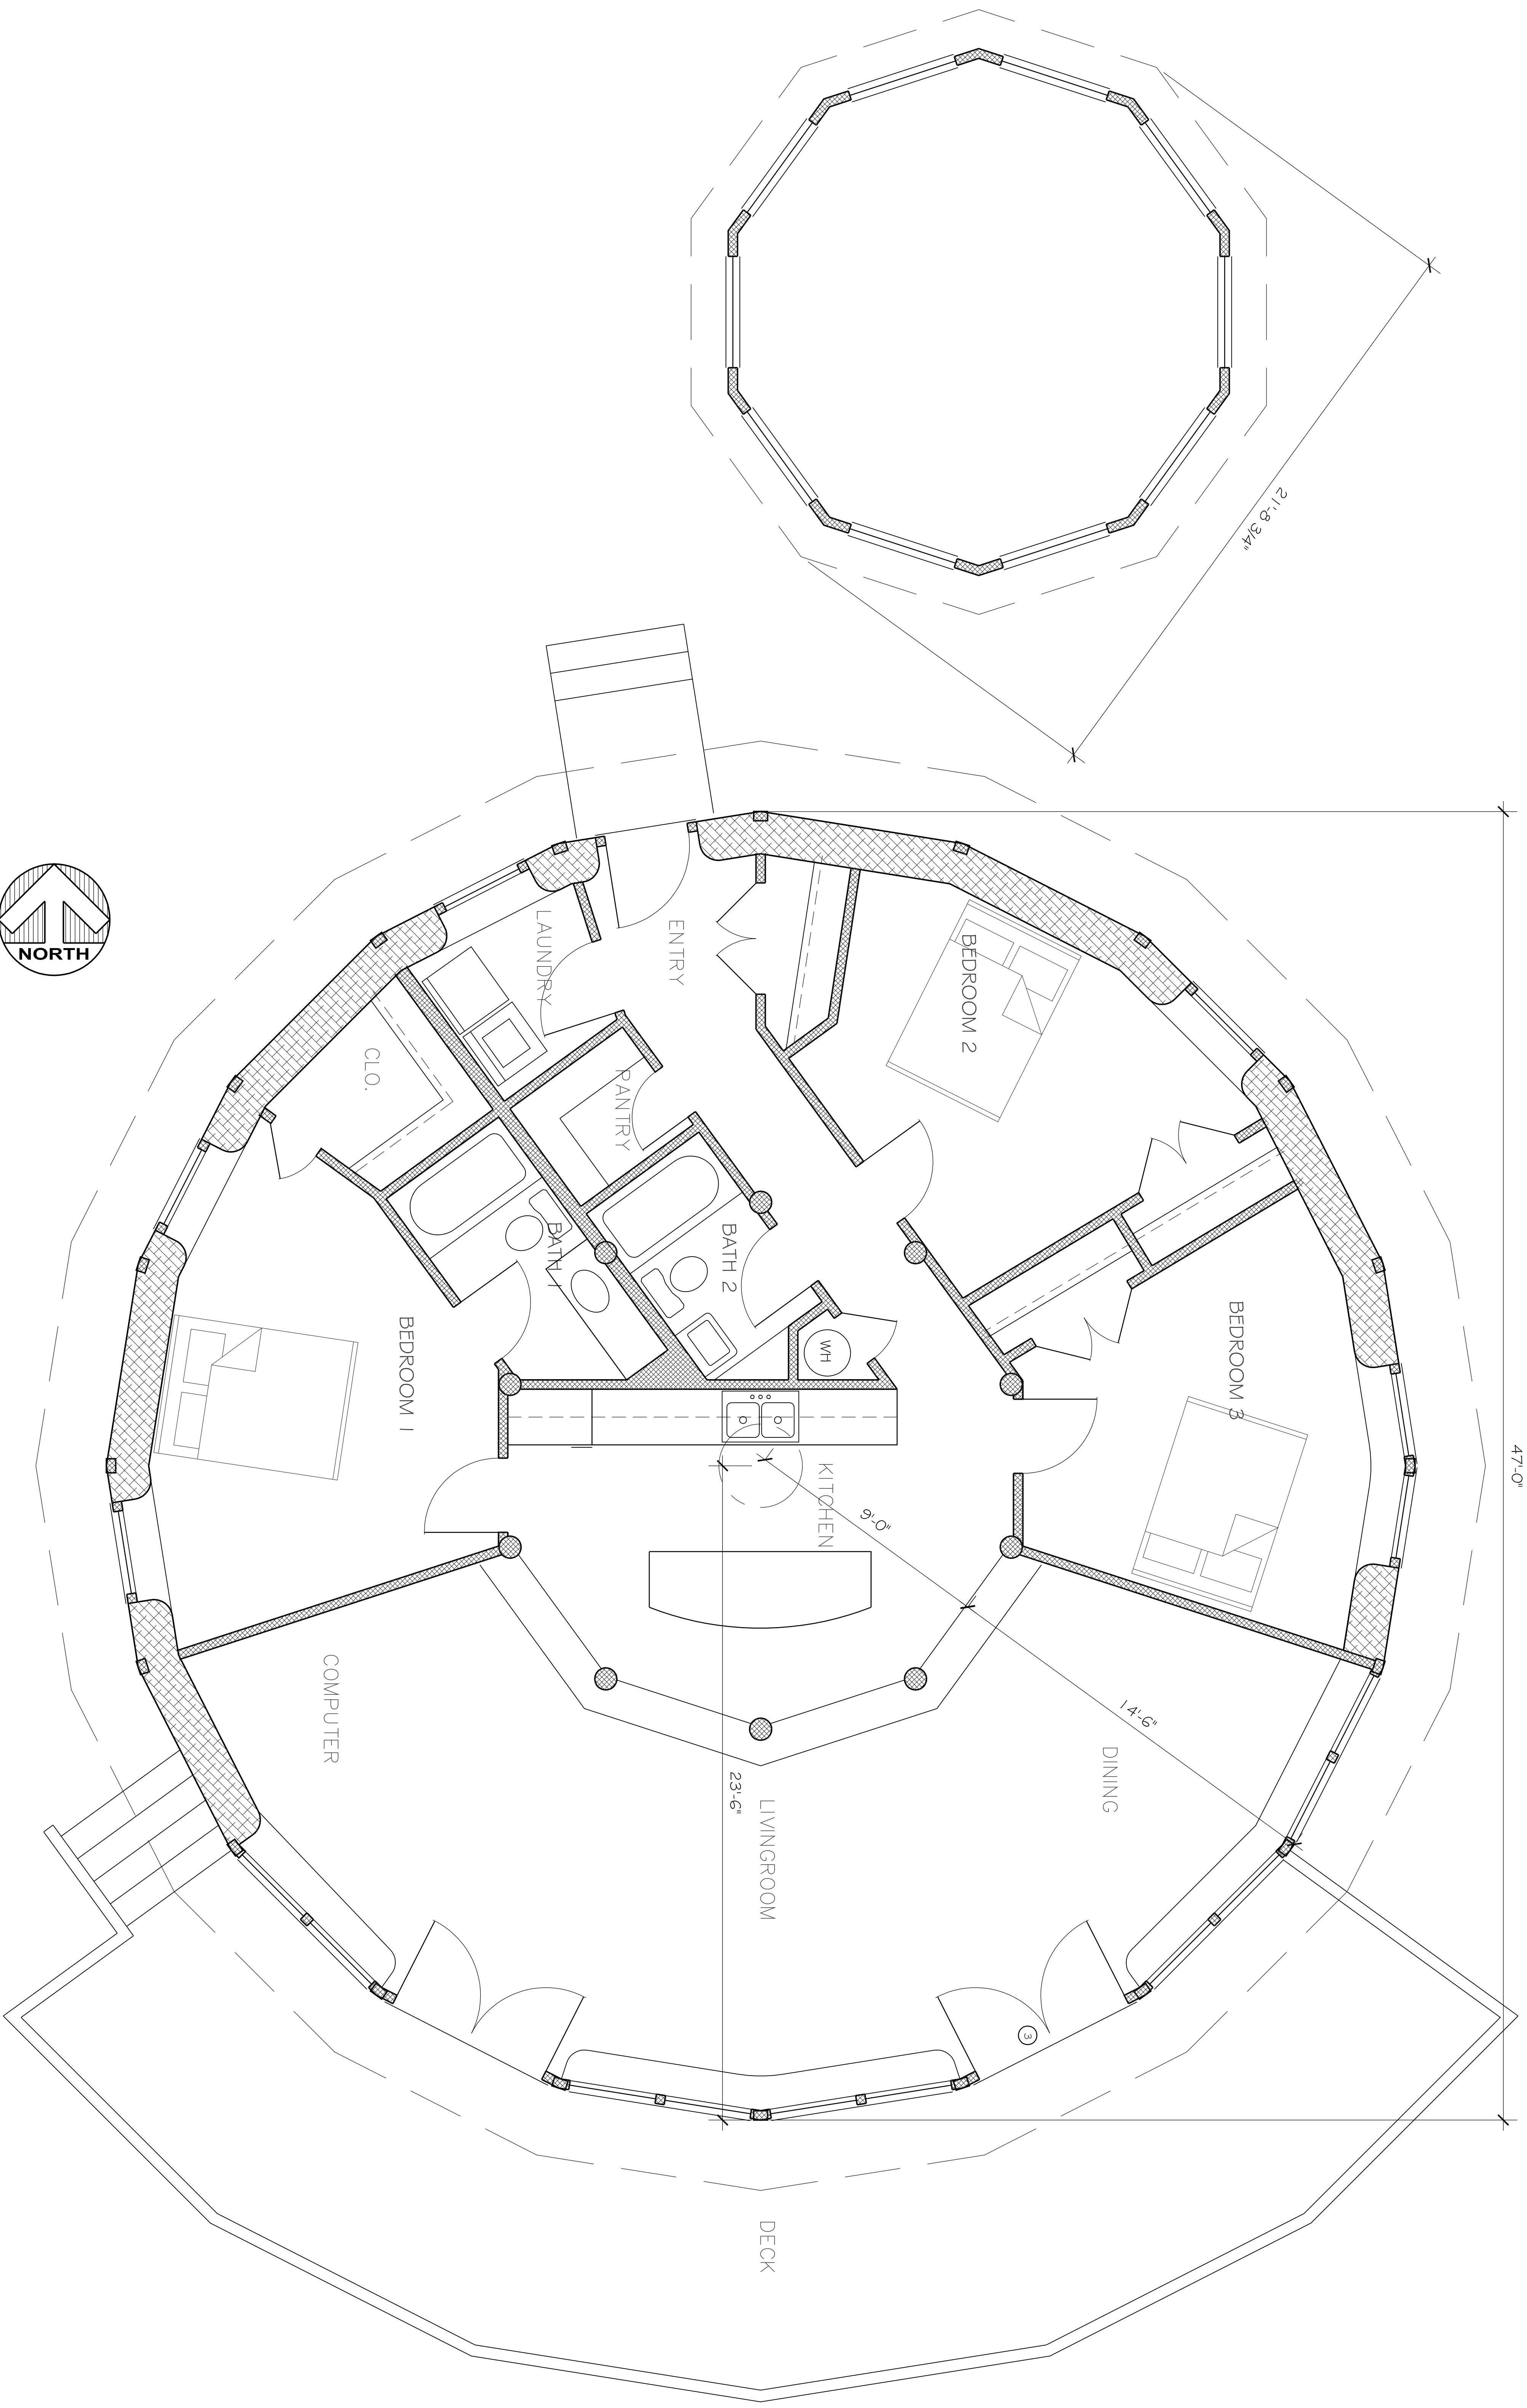 21'-8 3/4"
NORTH
LAUNDRY
ENTRY
BEDROOM 2
CLO.
PANTRY
BATH 1
BATH 2
WH
BEDROOM 1
BEDROOM 3
47'-0"
KITCHEN
9'-0"
COMPUTER
14'-6"
DINING
23'-6"
LIVINGROOM
3
DECK